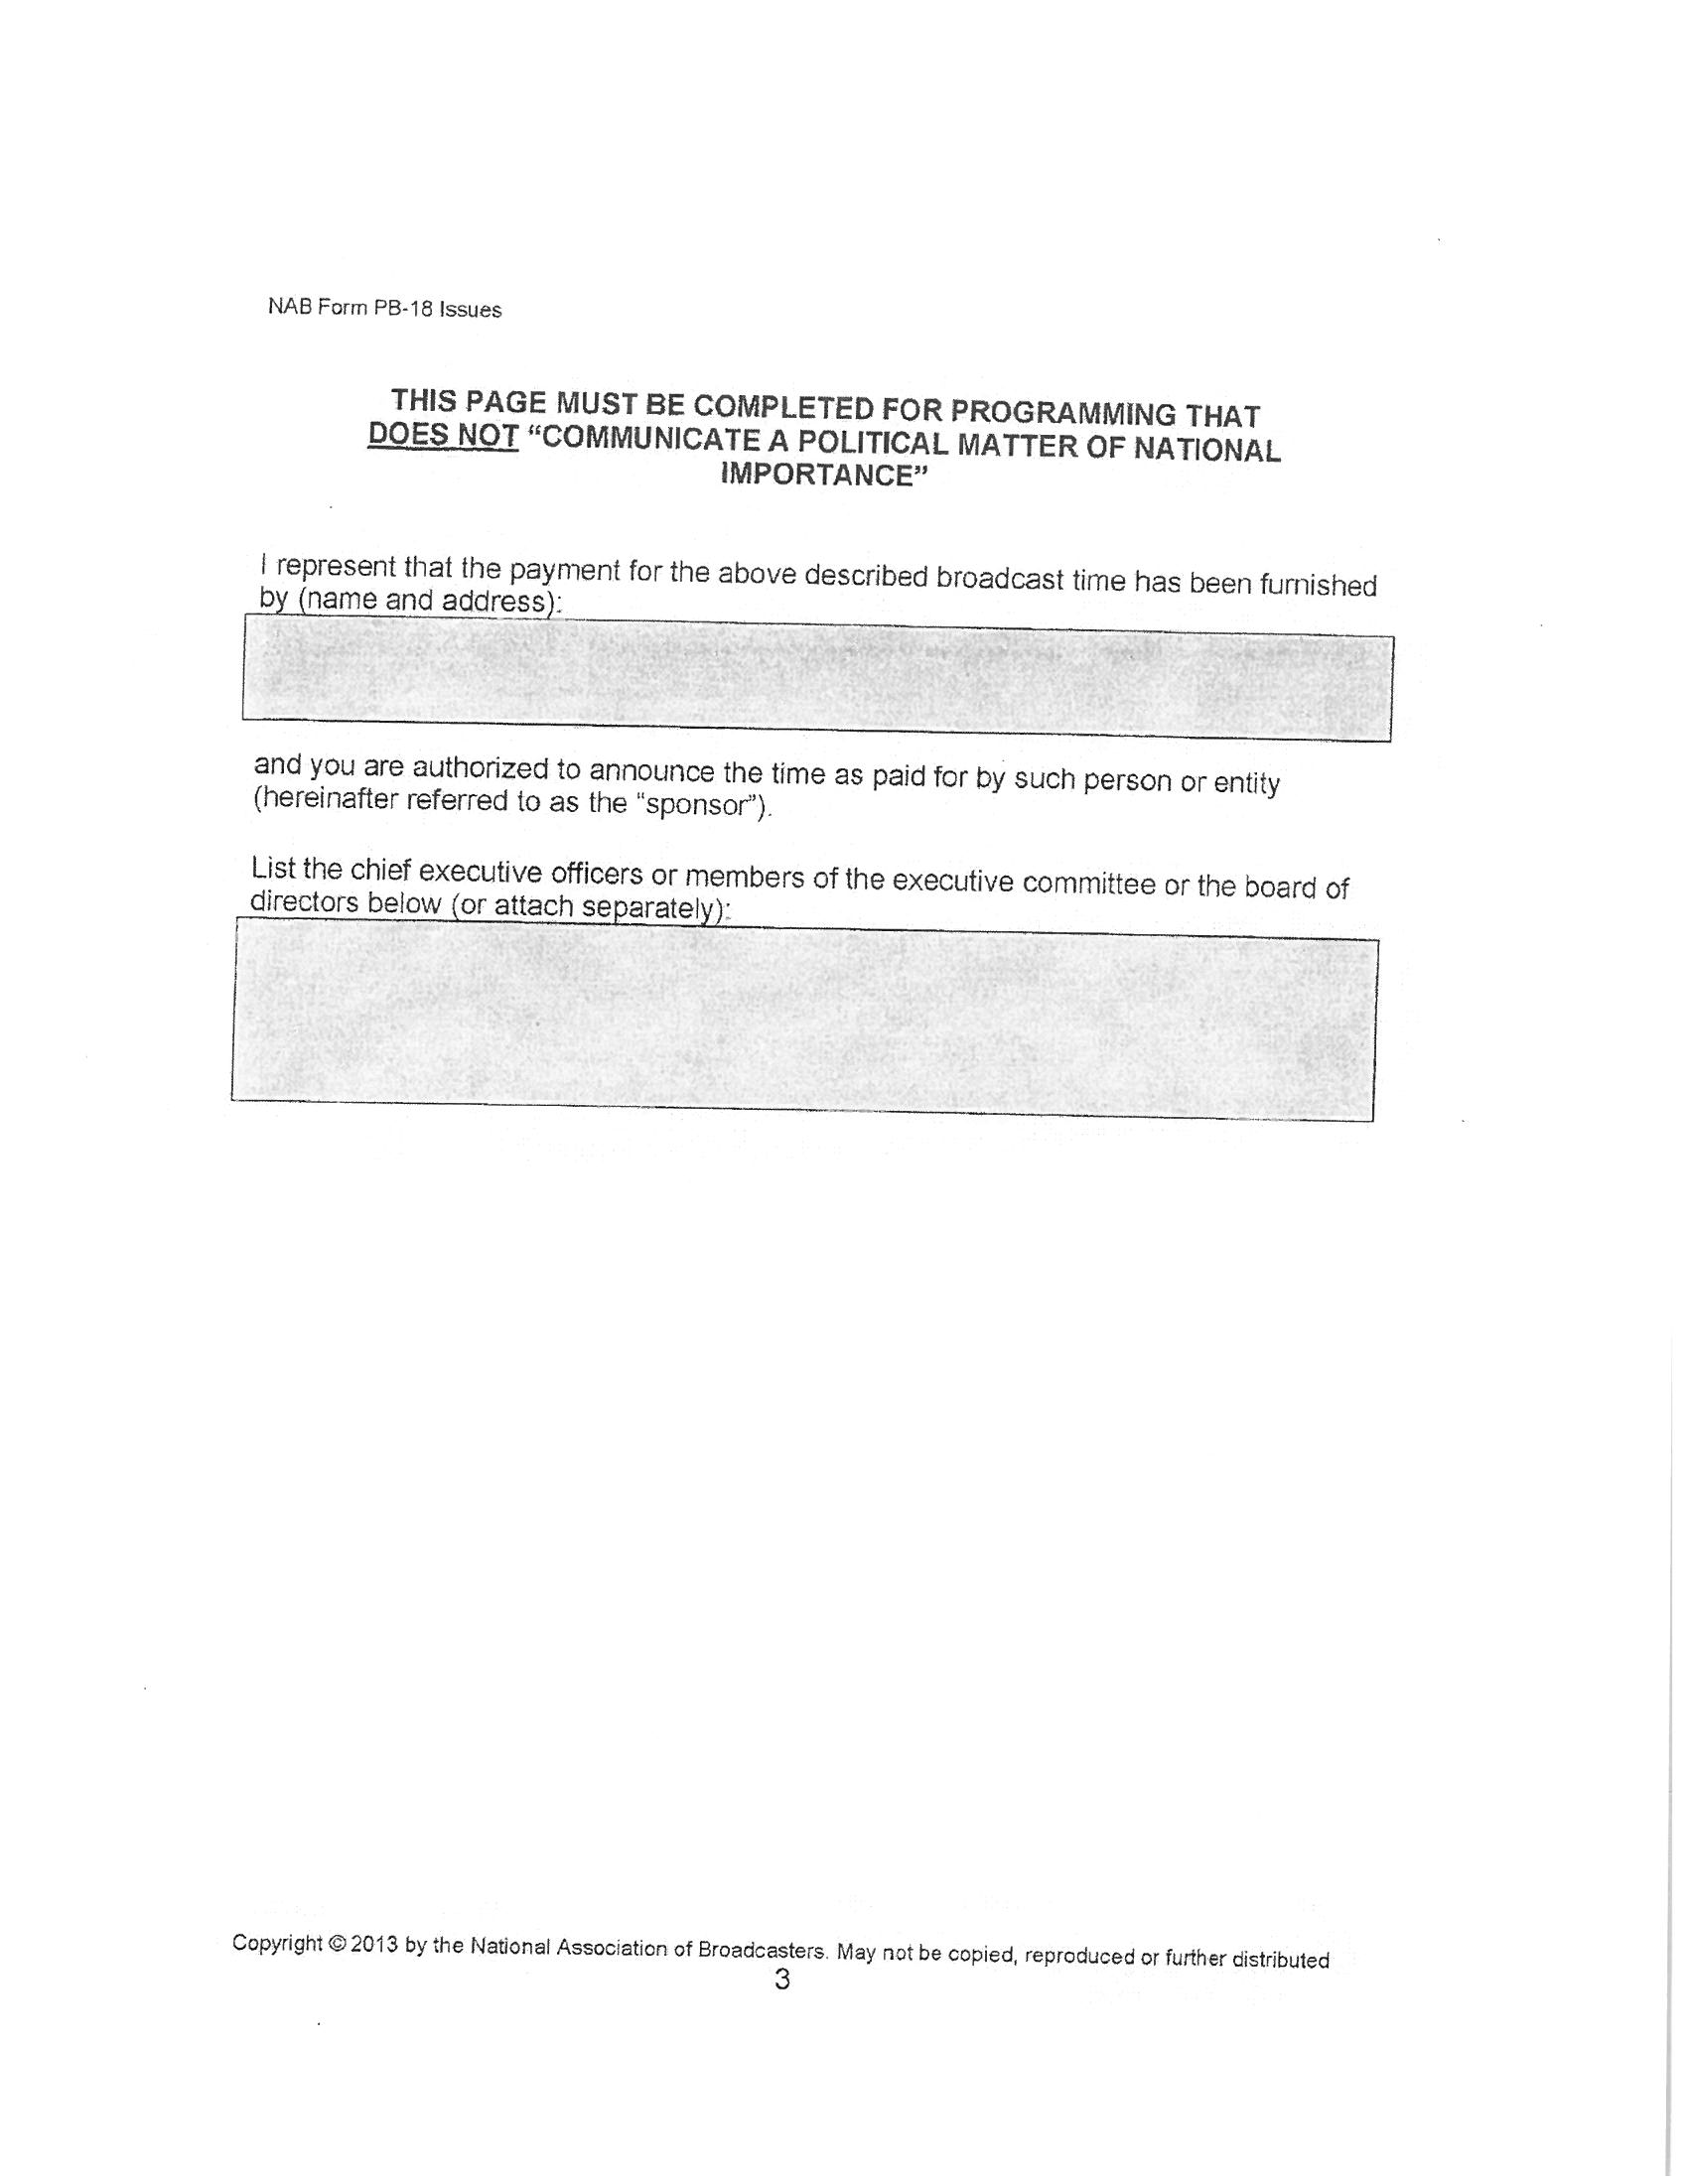 NAB Form PB-18 Issues
THIS PAGE MUST BE COMPLETED FOR PROGRAMMING THAT
DOES NOT “COMMUNICATE A POLITICAL MATTER OF NATIONAL
IMPORTANCE”
I represent that the payment for the above described broadcast time has been furnished
by (name and address):
and you are authorized to announce the time as paid for by such person or entity
(hereinafter referred to as the “sponsor”).
List the chief executive officers or members of the executive committee or the board of
directors below (or attach separately):
Copyright © 2013 by the National Association of Broadcasters. May not be copied, reproduced or further distributed
3